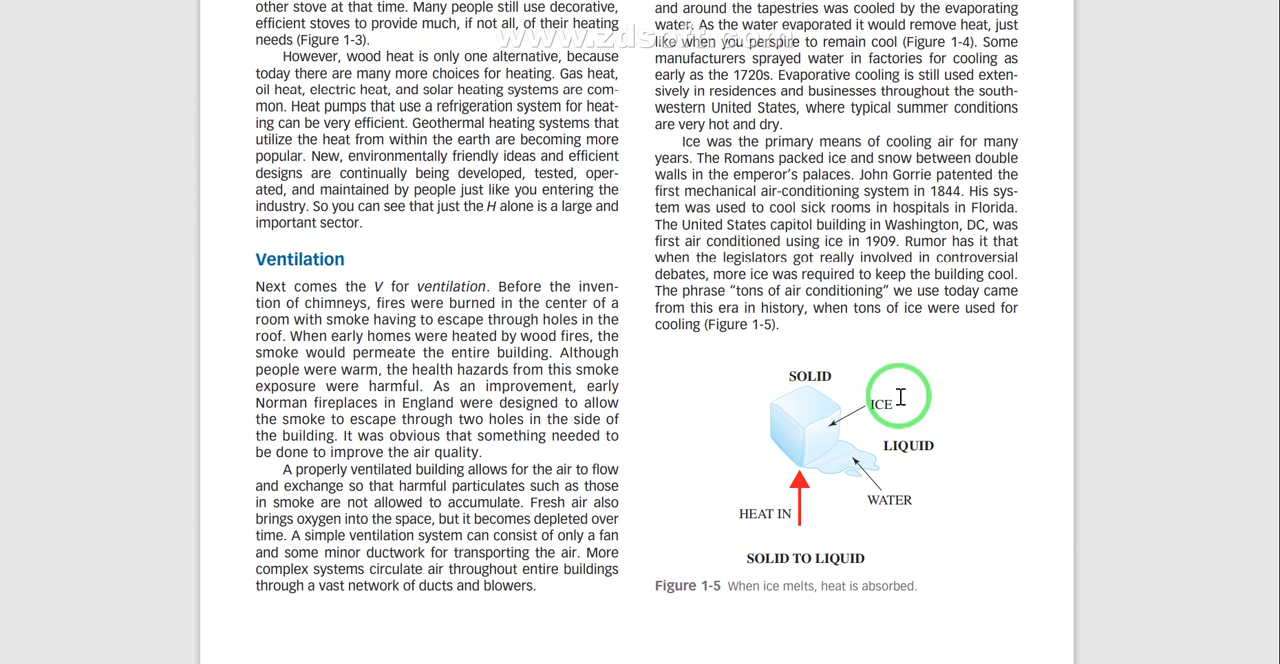 other stove at that time. Many people still use decorative,
efficient stoves to provide much, if not all, of their heating
needs (Figure 1-3).
However, wood heat is only one alternative, because
today there are many more choices for heating. Gas heat,
oil heat, electric heat, and solar heating systems are com-
mon. Heat pumps that use a refrigeration system for heat-
ing can be very efficient. Geothermal heating systems that
utilize the heat from within the earth are becoming more
popular. New, environmentally friendly ideas and efficient
designs are continually being developed, tested, oper-
ated, and maintained by people just like you entering the
industry. So you can see that just the H alone is a large and
important sector.
Ventilation
Next comes the V for ventilation. Before the inven-
tion of chimneys, fires were burned in the center of a
room with smoke having to escape through holes in the
roof. When early homes were heated by wood fires, the
smoke would permeate the entire building. Although
people were warm, the health hazards from this smoke
exposure were harmful. As an improvement, early
Norman fireplaces in England were designed to allow
the smoke to escape through two holes in the side of
the building. It was obvious that something needed to
be done to improve the air quality.
A properly ventilated building allows for the air to flow
and exchange so that harmful particulates such as those
in smoke are not allowed to accumulate. Fresh air also
brings oxygen into the space, but it becomes depleted over
time. A simple ventilation system can consist of only a fan
and some minor ductwork for transporting the air. More
complex systems circulate air throughout entire buildings
through a vast network of ducts and blowers.
and around the tapestries was cooled by the evaporating
water. As the water evaporated it would remove heat, just
www.zdsoft.com
like when you perspire to remain cool (Figure 1-4). Some
manufacturers sprayed water in factories for cooling as
early as the 1720s. Evaporative cooling is still used exten-
sively in residences and businesses throughout the south-
western United States, where typical summer conditions
are very hot and dry.
Ice was the primary means of cooling air for many
years. The Romans packed ice and snow between double
walls in the emperor's palaces. John Gorrie patented the
first mechanical air-conditioning system in 1844. His sys-
tem was used to cool sick rooms in hospitals in Florida.
The United States capitol building in Washington, DC, was
first air conditioned using ice in 1909. Rumor has it that
when the legislators got really involved in controversial
debates, more ice was required to keep the building cool.
The phrase "tons of air conditioning" we use today came
from this era in history, when tons of ice were used for
cooling (Figure 1-5).
SOLID
ICE
LIQUID
WATER
HEAT IN
SOLID TO LIQUID
Figure 1-5 When ice melts, heat is absorbed.